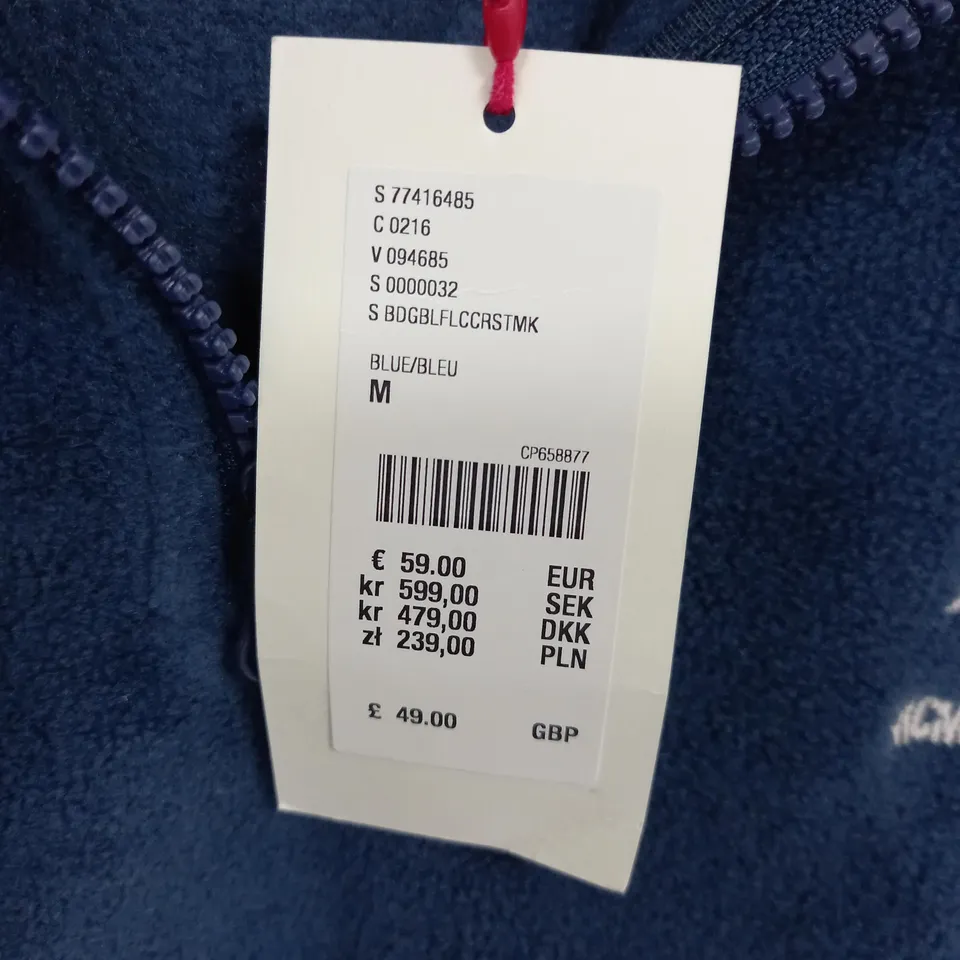 S 77416485
C 0216
V 094685
S 0000032
S BDGBLFLCCRSTMK
BLUE/BLEU
M
CP658877
€ 59.00 EUR
kr 599,00 SEK
kr 479,00 DKK
zł 239,00 PLN
£ 49.00 GBP